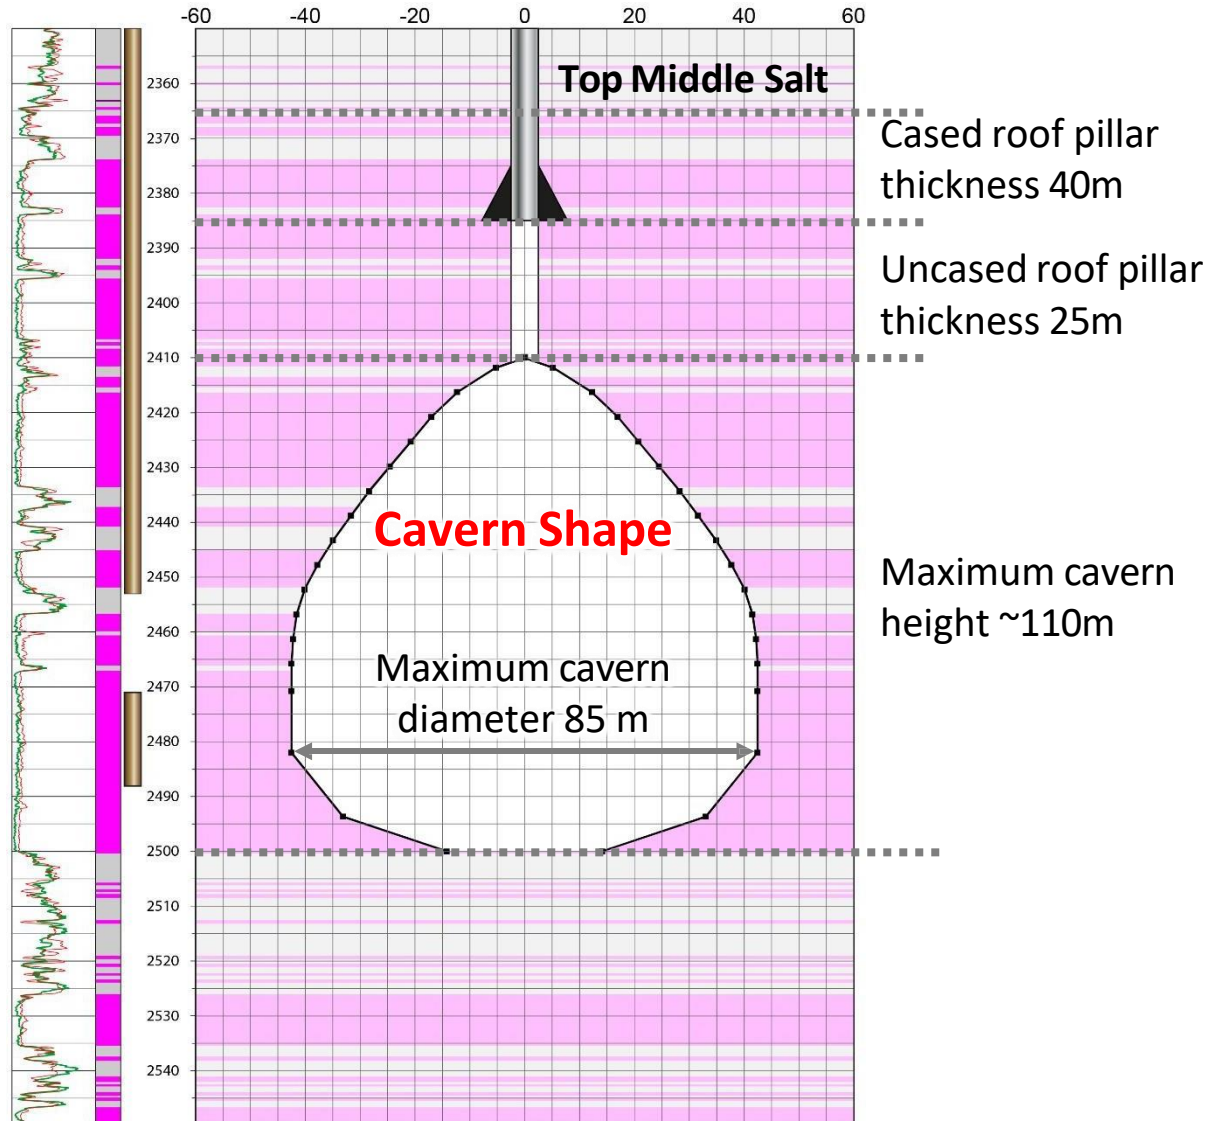 -60 -40 -20 0 20 40 60
Top Middle Salt
2360
2370
2380
2390
2400
2410
2420
2430
2440
2450
2460
2470
2480
2490
2500
2510
2520
2530
2540
Cased roof pillar
thickness 40m
Uncased roof pillar
thickness 25m
Cavern Shape
Maximum cavern
height ~110m
Maximum cavern
diameter 85 m